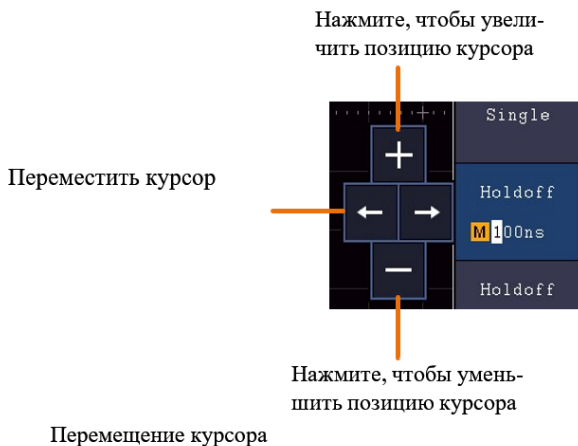 Нажмите, чтобы увели-
чить позицию курсора
Single
Переместить курсор
Holdoff
M 100ns
Holdoff
Нажмите, чтобы умень-
шить позицию курсора
Перемещение курсора